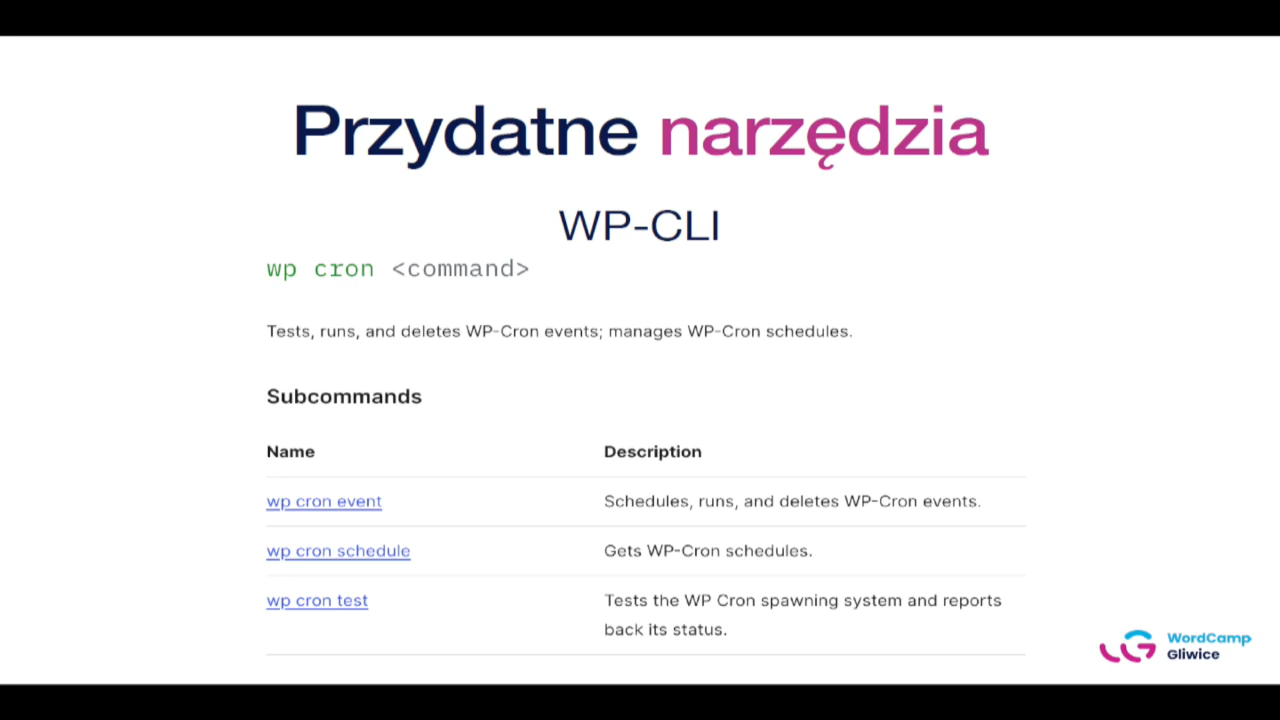 Przydatne narzędzia
WP-CLI
wp cron <command>
Tests, runs, and deletes WP-Cron events; manages WP-Cron schedules.
Subcommands
Name Description
wp cron event Schedules, runs, and deletes WP-Cron events.
wp cron schedule Gets WP-Cron schedules.
wp cron test Tests the WP Cron spawning system and reports
back its status.
WordCamp
Gliwice